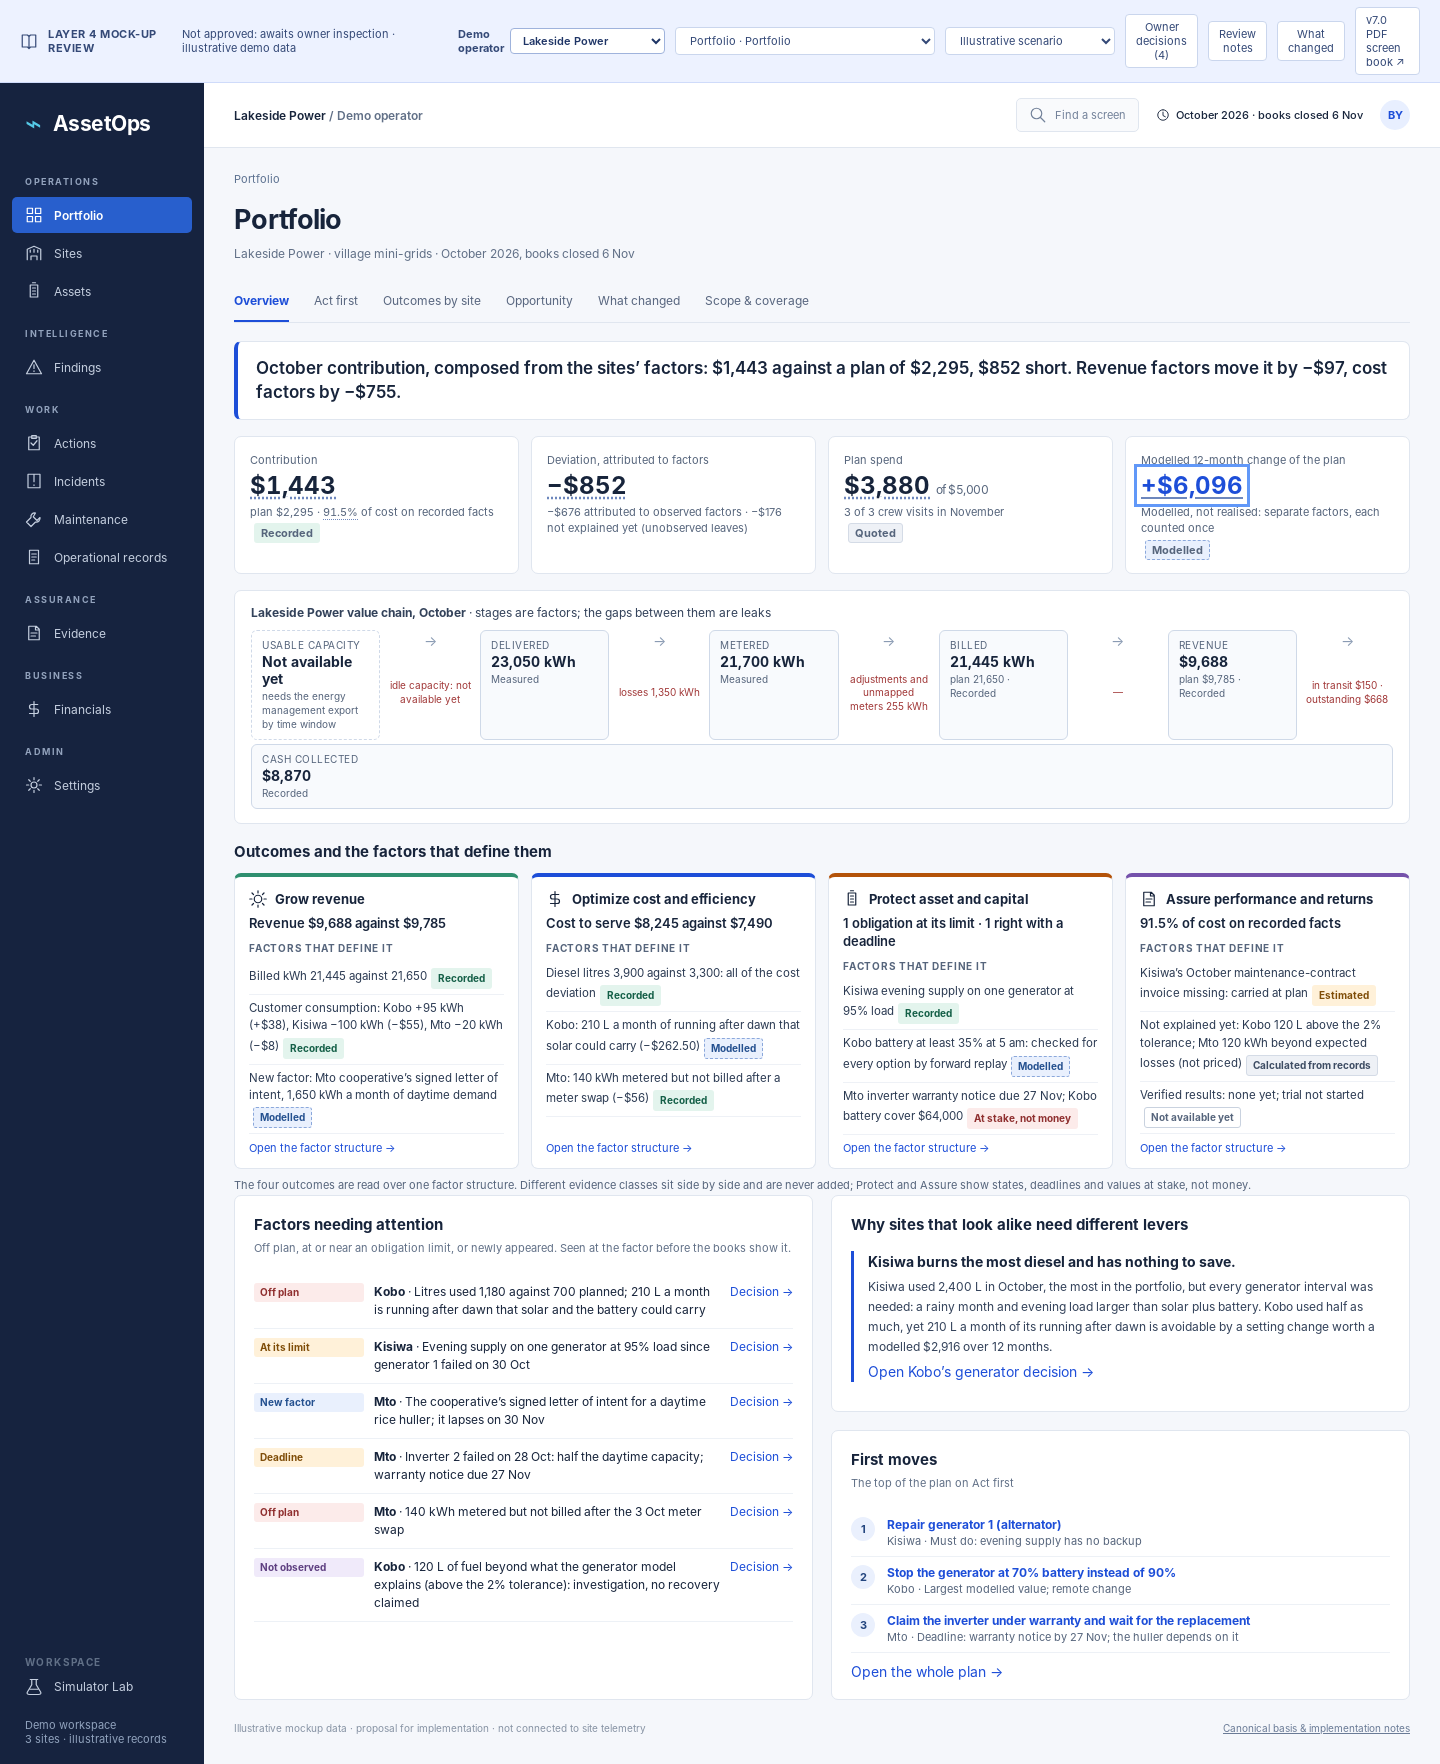 LAYER 4 MOCK-UP REVIEW
Not approved: awaits owner inspection · illustrative demo data
Demo operator
Lakeside Power
Portfolio · Portfolio
Illustrative scenario
Owner decisions (4)
Review notes
What changed
v7.0 PDF screen book ↗
AssetOps
OPERATIONS
Portfolio
Sites
Assets
INTELLIGENCE
Findings
WORK
Actions
Incidents
Maintenance
Operational records
ASSURANCE
Evidence
BUSINESS
Financials
ADMIN
Settings
WORKSPACE
Simulator Lab
Demo workspace
3 sites · illustrative records
Lakeside Power / Demo operator
Find a screen
October 2026 · books closed 6 Nov
BY
Portfolio
Portfolio
Lakeside Power · village mini-grids · October 2026, books closed 6 Nov
Overview
Act first
Outcomes by site
Opportunity
What changed
Scope & coverage
October contribution, composed from the sites’ factors: $1,443 against a plan of $2,295, $852 short. Revenue factors move it by −$97, cost
factors by −$755.
Contribution
$1,443
plan $2,295 · 91.5% of cost on recorded facts
Recorded
Deviation, attributed to factors
−$852
−$676 attributed to observed factors · −$176
not explained yet (unobserved leaves)
Plan spend
$3,880 of $5,000
3 of 3 crew visits in November
Quoted
Modelled 12-month change of the plan
+$6,096
Modelled, not realised: separate factors, each
counted once
Modelled
Lakeside Power value chain, October · stages are factors; the gaps between them are leaks
USABLE CAPACITY
Not available
yet
needs the energy
management export
by time window
→
idle capacity: not
available yet
DELIVERED
23,050 kWh
Measured
→
losses 1,350 kWh
METERED
21,700 kWh
Measured
→
adjustments and
unmapped
meters 255 kWh
BILLED
21,445 kWh
plan 21,650 ·
Recorded
→
—
REVENUE
$9,688
plan $9,785 ·
Recorded
→
in transit $150 ·
outstanding $668
CASH COLLECTED
$8,870
Recorded
Outcomes and the factors that define them
Grow revenue
Revenue $9,688 against $9,785
FACTORS THAT DEFINE IT
Billed kWh 21,445 against 21,650 Recorded
Customer consumption: Kobo +95 kWh
(+$38), Kisiwa −100 kWh (−$55), Mto −20 kWh
(−$8) Recorded
New factor: Mto cooperative’s signed letter of
intent, 1,650 kWh a month of daytime demand
Modelled
Open the factor structure →
Optimize cost and efficiency
Cost to serve $8,245 against $7,490
FACTORS THAT DEFINE IT
Diesel litres 3,900 against 3,300: all of the cost
deviation Recorded
Kobo: 210 L a month of running after dawn that
solar could carry (−$262.50) Modelled
Mto: 140 kWh metered but not billed after a
meter swap (−$56) Recorded
Open the factor structure →
Protect asset and capital
1 obligation at its limit · 1 right with a
deadline
FACTORS THAT DEFINE IT
Kisiwa evening supply on one generator at
95% load Recorded
Kobo battery at least 35% at 5 am: checked for
every option by forward replay Modelled
Mto inverter warranty notice due 27 Nov; Kobo
battery cover $64,000 At stake, not money
Open the factor structure →
Assure performance and returns
91.5% of cost on recorded facts
FACTORS THAT DEFINE IT
Kisiwa’s October maintenance-contract
invoice missing: carried at plan Estimated
Not explained yet: Kobo 120 L above the 2%
tolerance; Mto 120 kWh beyond expected
losses (not priced) Calculated from records
Verified results: none yet; trial not started
Not available yet
Open the factor structure →
The four outcomes are read over one factor structure. Different evidence classes sit side by side and are never added; Protect and Assure show states, deadlines and values at stake, not money.
Factors needing attention
Off plan, at or near an obligation limit, or newly appeared. Seen at the factor before the books show it.
Off plan
Kobo · Litres used 1,180 against 700 planned; 210 L a month
is running after dawn that solar and the battery could carry
Decision →
At its limit
Kisiwa · Evening supply on one generator at 95% load since
generator 1 failed on 30 Oct
Decision →
New factor
Mto · The cooperative’s signed letter of intent for a daytime
rice huller; it lapses on 30 Nov
Decision →
Deadline
Mto · Inverter 2 failed on 28 Oct: half the daytime capacity;
warranty notice due 27 Nov
Decision →
Off plan
Mto · 140 kWh metered but not billed after the 3 Oct meter
swap
Decision →
Not observed
Kobo · 120 L of fuel beyond what the generator model
explains (above the 2% tolerance): investigation, no recovery
claimed
Decision →
Why sites that look alike need different levers
Kisiwa burns the most diesel and has nothing to save.
Kisiwa used 2,400 L in October, the most in the portfolio, but every generator interval was
needed: a rainy month and evening load larger than solar plus battery. Kobo used half as
much, yet 210 L a month of its running after dawn is avoidable by a setting change worth a
modelled $2,916 over 12 months.
Open Kobo’s generator decision →
First moves
The top of the plan on Act first
1
Repair generator 1 (alternator)
Kisiwa · Must do: evening supply has no backup
2
Stop the generator at 70% battery instead of 90%
Kobo · Largest modelled value; remote change
3
Claim the inverter under warranty and wait for the replacement
Mto · Deadline: warranty notice by 27 Nov; the huller depends on it
Open the whole plan →
Illustrative mockup data · proposal for implementation · not connected to site telemetry
Canonical basis & implementation notes